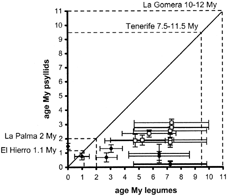 La Gomera 10-12 My
Tenerife 7.5-11.5 My
La Palma 2 My
El Hierro 1.1 My
age My psyllids
11
10
9
8
7
6
5
4
3
2
1
0
0 1 2 3 4 5 6 7 8 9 10 11
age My legumes